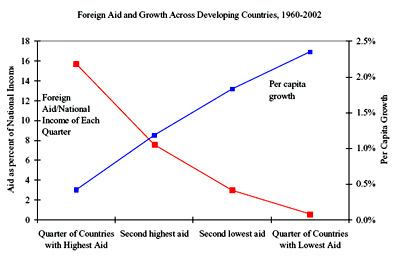 Foreign Aid and Growth Across Developing Countries, 1960-2002
Aid as percent of National Income
18
16
14
12
10
8
6
4
2
0
Foreign
Aid/National
Income of Each
Quarter
Per capita
growth
2.5%
2.0%
1.5%
1.0%
0.5%
0.0%
Per Capita Growth
Quarter of Countries
with Highest Aid
Second highest aid
Second lowest aid
Quarter of Countries
with Lowest Aid